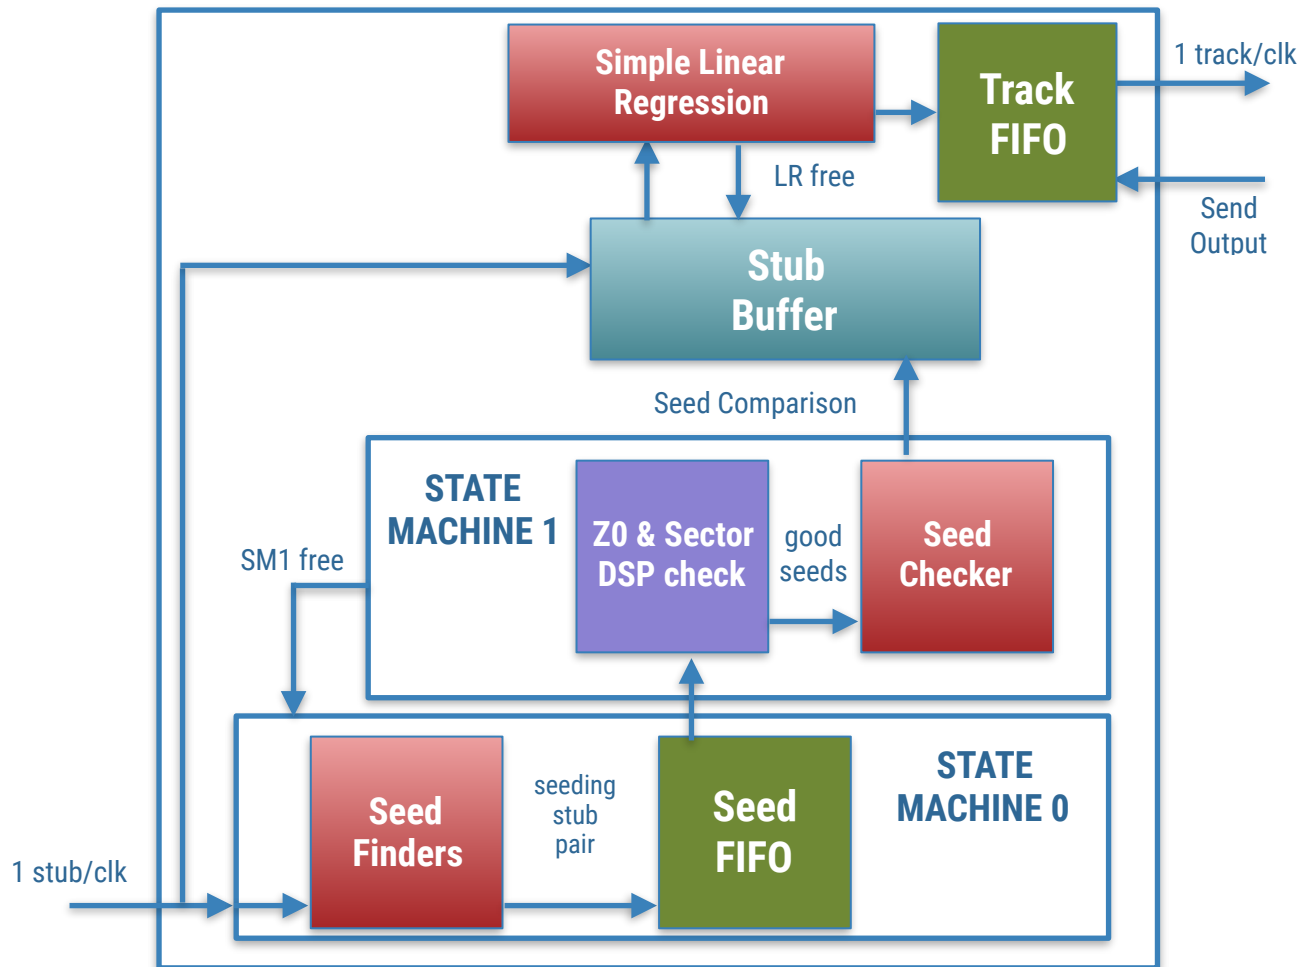 Simple Linear
Regression
Track
FIFO
1 track/clk
LR free
Send
Output
Stub
Buffer
Seed Comparison
STATE
MACHINE 1
Z0 & Sector
DSP check
good
seeds
Seed
Checker
SM1 free
Seed
Finders
seeding
stub
pair
Seed
FIFO
STATE
MACHINE 0
1 stub/clk